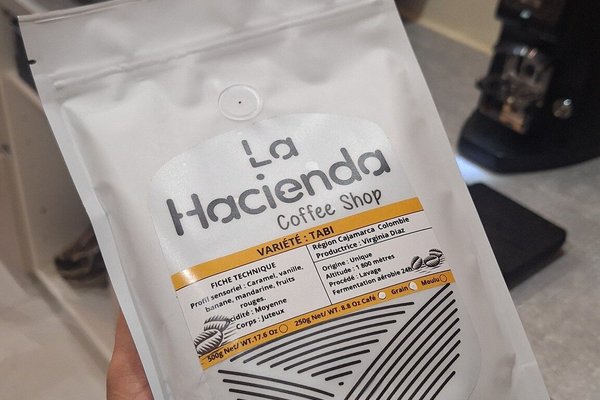 La
Hacienda
Coffee Shop
VARIÉTÉ : TABI
FICHE TECHNIQUE
Profil sensoriel : Caramel, vanille,
banane, mandarine, fruits
rouges.
cidité : Moyenne
Corps : Juteux
Région Cajamarca Colombie
Productrice : Virginia Diaz
Origine : Unique
Altitude : 1 800 mètres
Procédé : Lavage
Fermentation aérobie 24h
500g Net/ WT.17.6 Oz 250g Net/ WT. 8.8 Oz Café Grain Moulu